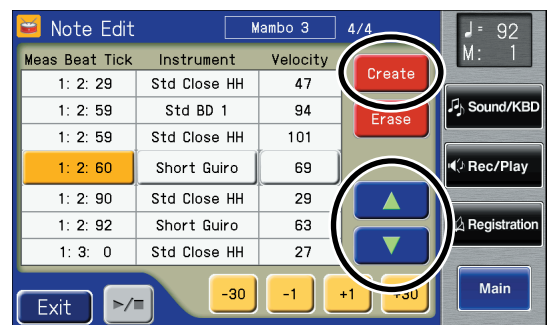 Note Edit
Mambo 3
4/4
♩= 92
M: 1
Meas Beat Tick Instrument Velocity
1: 2: 29 Std Close HH 47
1: 2: 59 Std BD 1 94
1: 2: 59 Std Close HH 101
1: 2: 60 Short Guiro 69
1: 2: 90 Std Close HH 29
1: 2: 92 Short Guiro 63
1: 3: 0 Std Close HH 27
Create
Erase
Sound/KBD
Rec/Play
Registration
Main
Exit
-30 -1 +1 +30